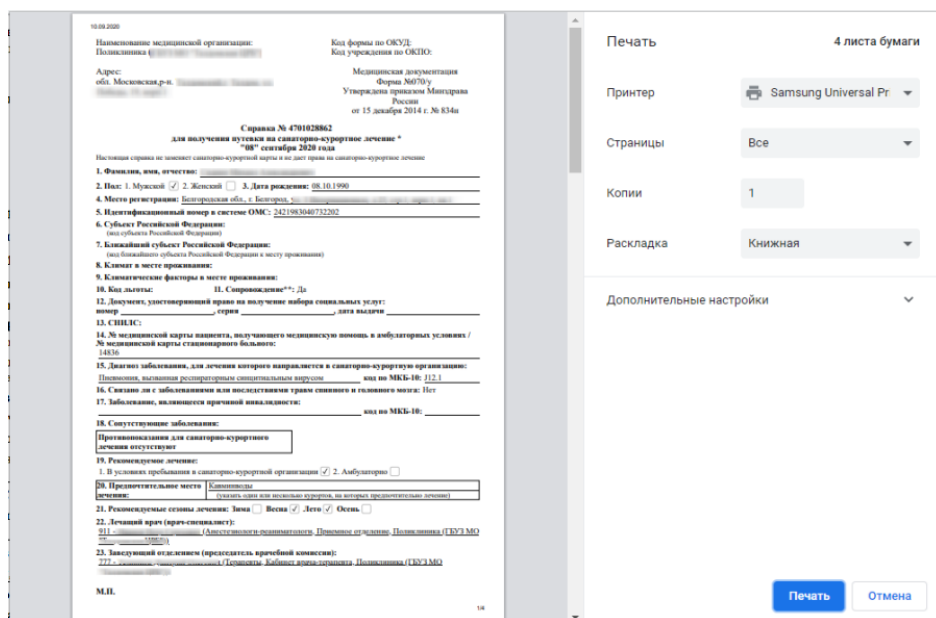 10.09.2020
Наименование медицинской организации:
Поликлиника
Код формы по ОКУД:
Код учреждения по ОКПО:
Адрес:
обл. Московская,р-н.
Медицинская документация
Форма №070/у
Утверждена приказом Минздрава
России
от 15 декабря 2014 г. № 834н
Справка № 4701028862
для получения путевки на санаторно-курортное лечение *
"08" сентября 2020 года
Настоящая справка не заменяет санаторно-курортной карты и не дает права на санаторно-курортное лечение
1. Фамилия, имя, отчество:
2. Пол: 1. Мужской ✓ 2. Женский 3. Дата рождения: 08.10.1990
4. Место регистрации: Белгородская обл., г. Белгород,
5. Идентификационный номер в системе ОМС: 2421983040732202
6. Субъект Российской Федерации:
(код субъекта Российской Федерации)
7. Ближайший субъект Российской Федерации:
(код ближайшего субъекта Российской Федерации к месту проживания)
8. Климат в месте проживания:
9. Климатические факторы в месте проживания:
10. Код льготы: 11. Сопровождение**: Да
12. Документ, удостоверяющий право на получение набора социальных услуг:
номер , серия , дата выдачи
13. СНИЛС:
14. № медицинской карты пациента, получающего медицинскую помощь в амбулаторных условиях /
№ медицинской карты стационарного больного:
14836
15. Диагноз заболевания, для лечения которого направляется в санаторно-курортную организацию:
Пневмония, вызванная респираторным синцитиальным вирусом код по МКБ-10: J12.1
16. Связано ли с заболеваниями или последствиями травм спинного и головного мозга: Нет
17. Заболевание, являющееся причиной инвалидности:
код по МКБ-10:
18. Сопутствующие заболевания:
Противопоказания для санаторно-курортного
лечения отсутствуют
19. Рекомендуемое лечение:
1. В условиях пребывания в санаторно-курортной организации ✓ 2. Амбулаторно
20. Предпочтительное место лечения:
Кавминводы
(указать один или несколько курортов, на которых предпочтительно лечение)
21. Рекомендуемые сезоны лечения: Зима Весна ✓ Лето ✓ Осень
22. Лечащий врач (врач-специалист):
911 - (Анестезиологи-реаниматологи. Приемное отделение. Поликлиника (ГБУЗ МО
23. Заведующий отделением (председатель врачебной комиссии):
777 - (Терапевты. Кабинет врача-терапевта. Поликлиника (ГБУЗ МО
М.П.
1/4
Печать
4 листа бумаги
Принтер
Samsung Universal Pri
Страницы
Все
Копии
1
Раскладка
Книжная
Дополнительные настройки
Печать
Отмена